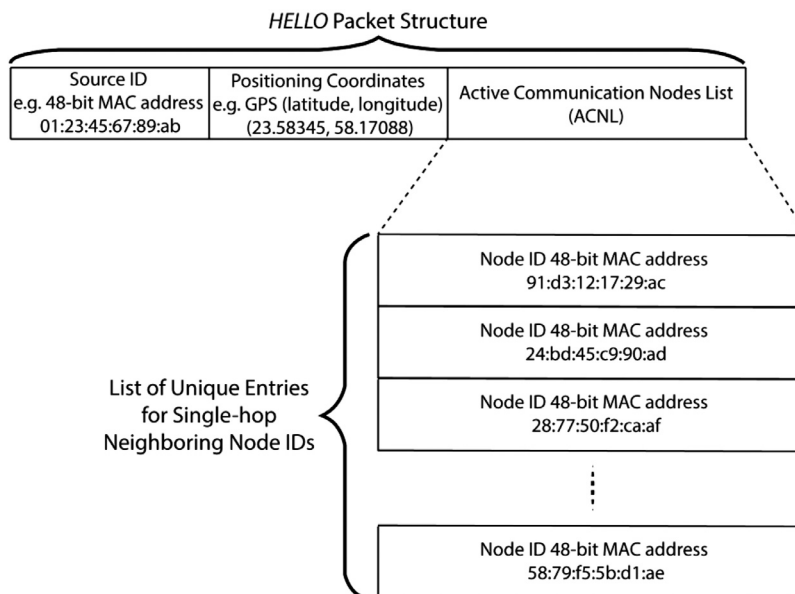 HELLO Packet Structure
Source ID
e.g. 48-bit MAC address
01:23:45:67:89:ab
Positioning Coordinates
e.g. GPS (latitude, longitude)
(23.58345, 58.17088)
Active Communication Nodes List
(ACNL)
Node ID 48-bit MAC address
91:d3:12:17:29:ac
Node ID 48-bit MAC address
24:bd:45:c9:90:ad
Node ID 48-bit MAC address
28:77:50:f2:ca:af
List of Unique Entries
for Single-hop
Neighboring Node IDs
Node ID 48-bit MAC address
58:79:f5:5b:d1:ae